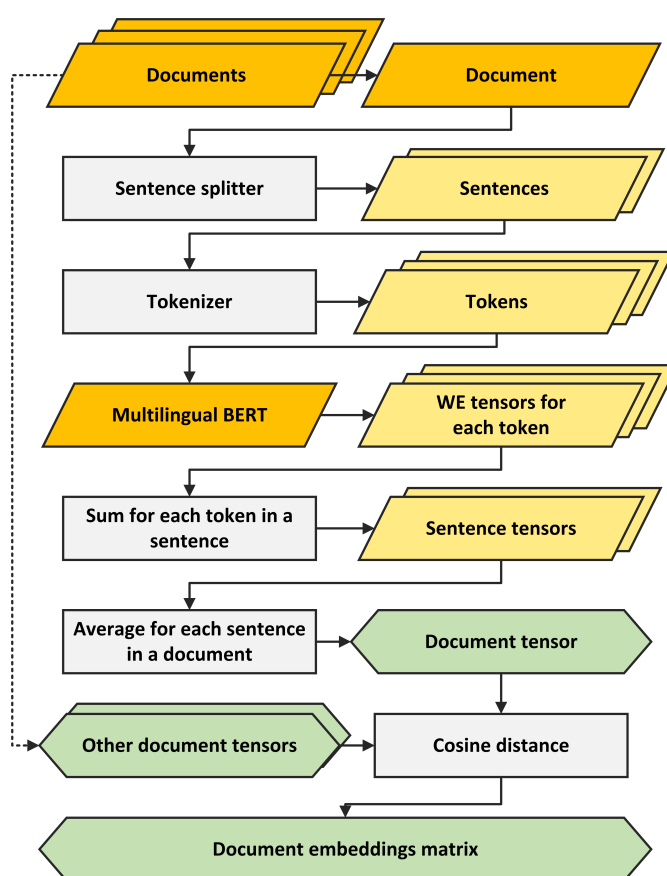 Documents
Document
Sentence splitter
Sentences
Tokenizer
Tokens
Multilingual BERT
WE tensors for
each token
Sum for each token in a
sentence
Sentence tensors
Average for each sentence
in a document
Document tensor
Other document tensors
Cosine distance
Document embeddings matrix